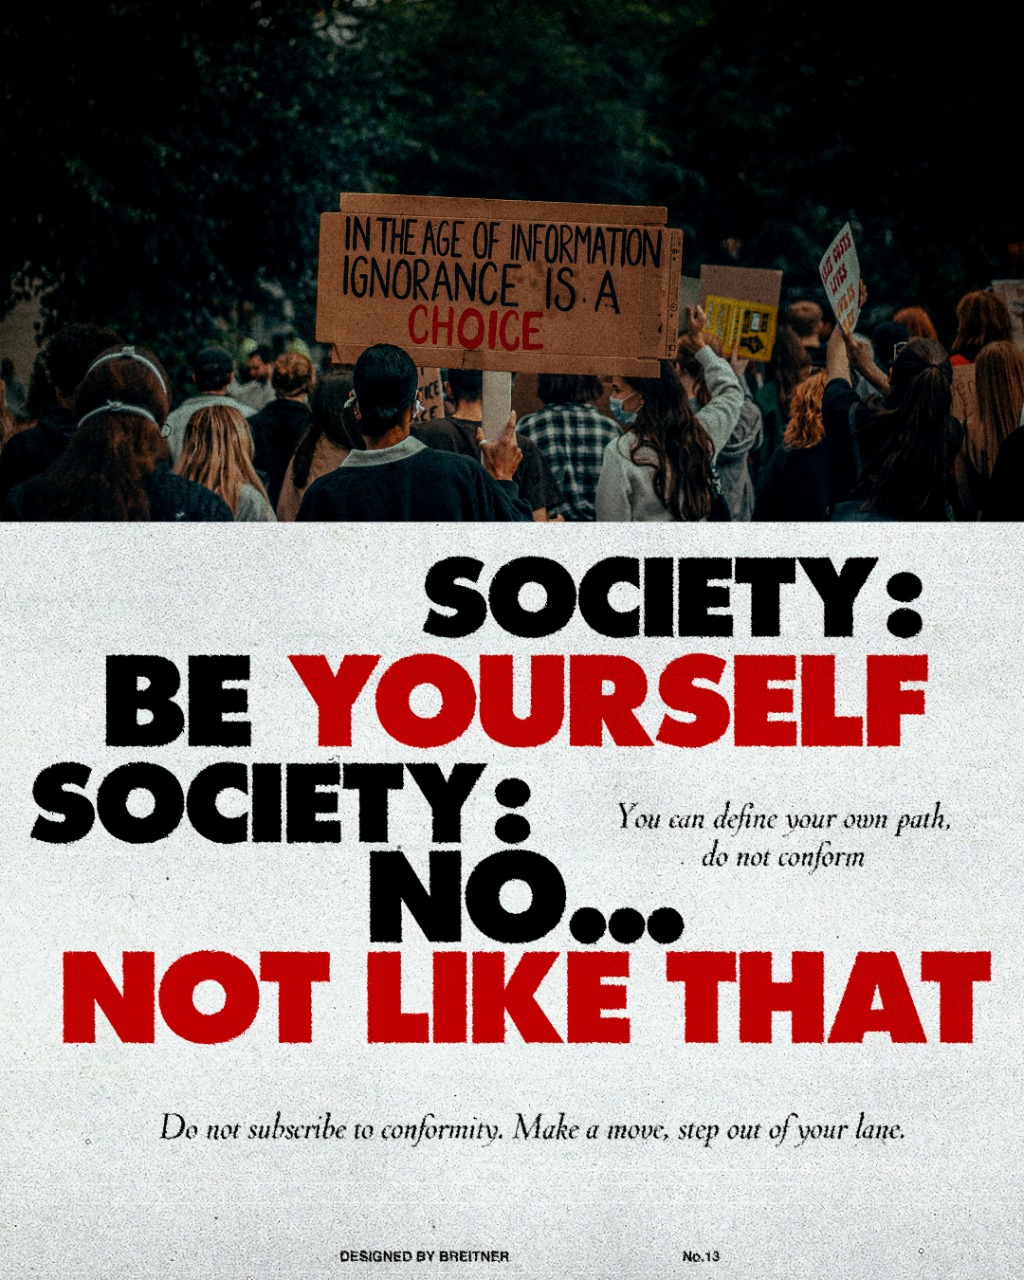 IN THE AGE OF INFORMATION
IGNORANCE IS A
CHOICE
LIVES
SOCIETY:
BE YOURSELF
SOCIETY:
You can define your own path,
do not conform
NO...
NOT LIKE THAT
Do not subscribe to conformity. Make a move, step out of your lane.
DESIGNED BY BREITNER
No.13